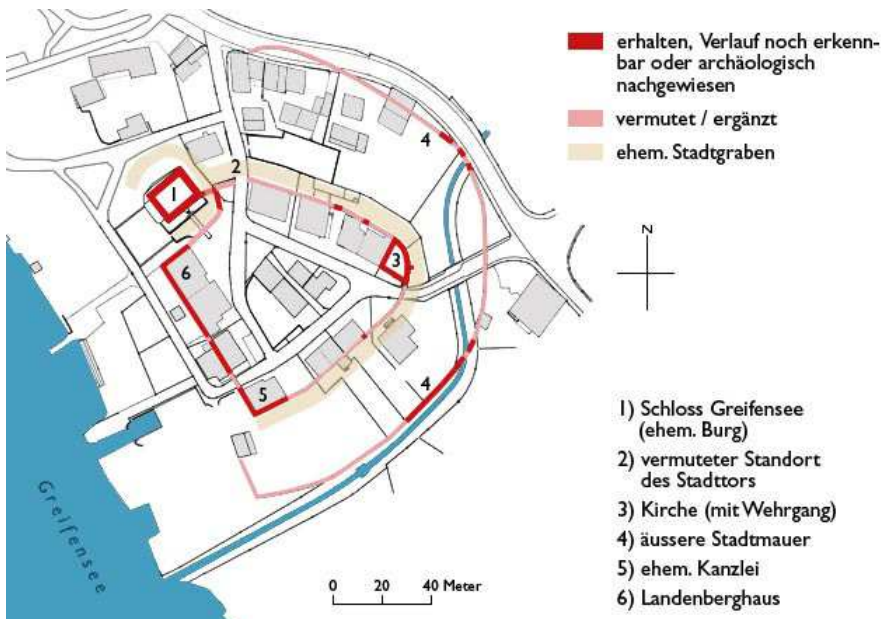 erhalten, Verlauf noch erkenn-
bar oder archäologisch
nachgewiesen
vermutet / ergänzt
ehem. Stadtgraben
N
1) Schloss Greifensee
(ehem. Burg)
2) vermuteter Standort
des Stadttors
3) Kirche (mit Wehrgang)
4) äussere Stadtmauer
5) ehem. Kanzlei
6) Landenberghaus
4
2
1
3
6
4
5
Greifensee
0 20 40 Meter